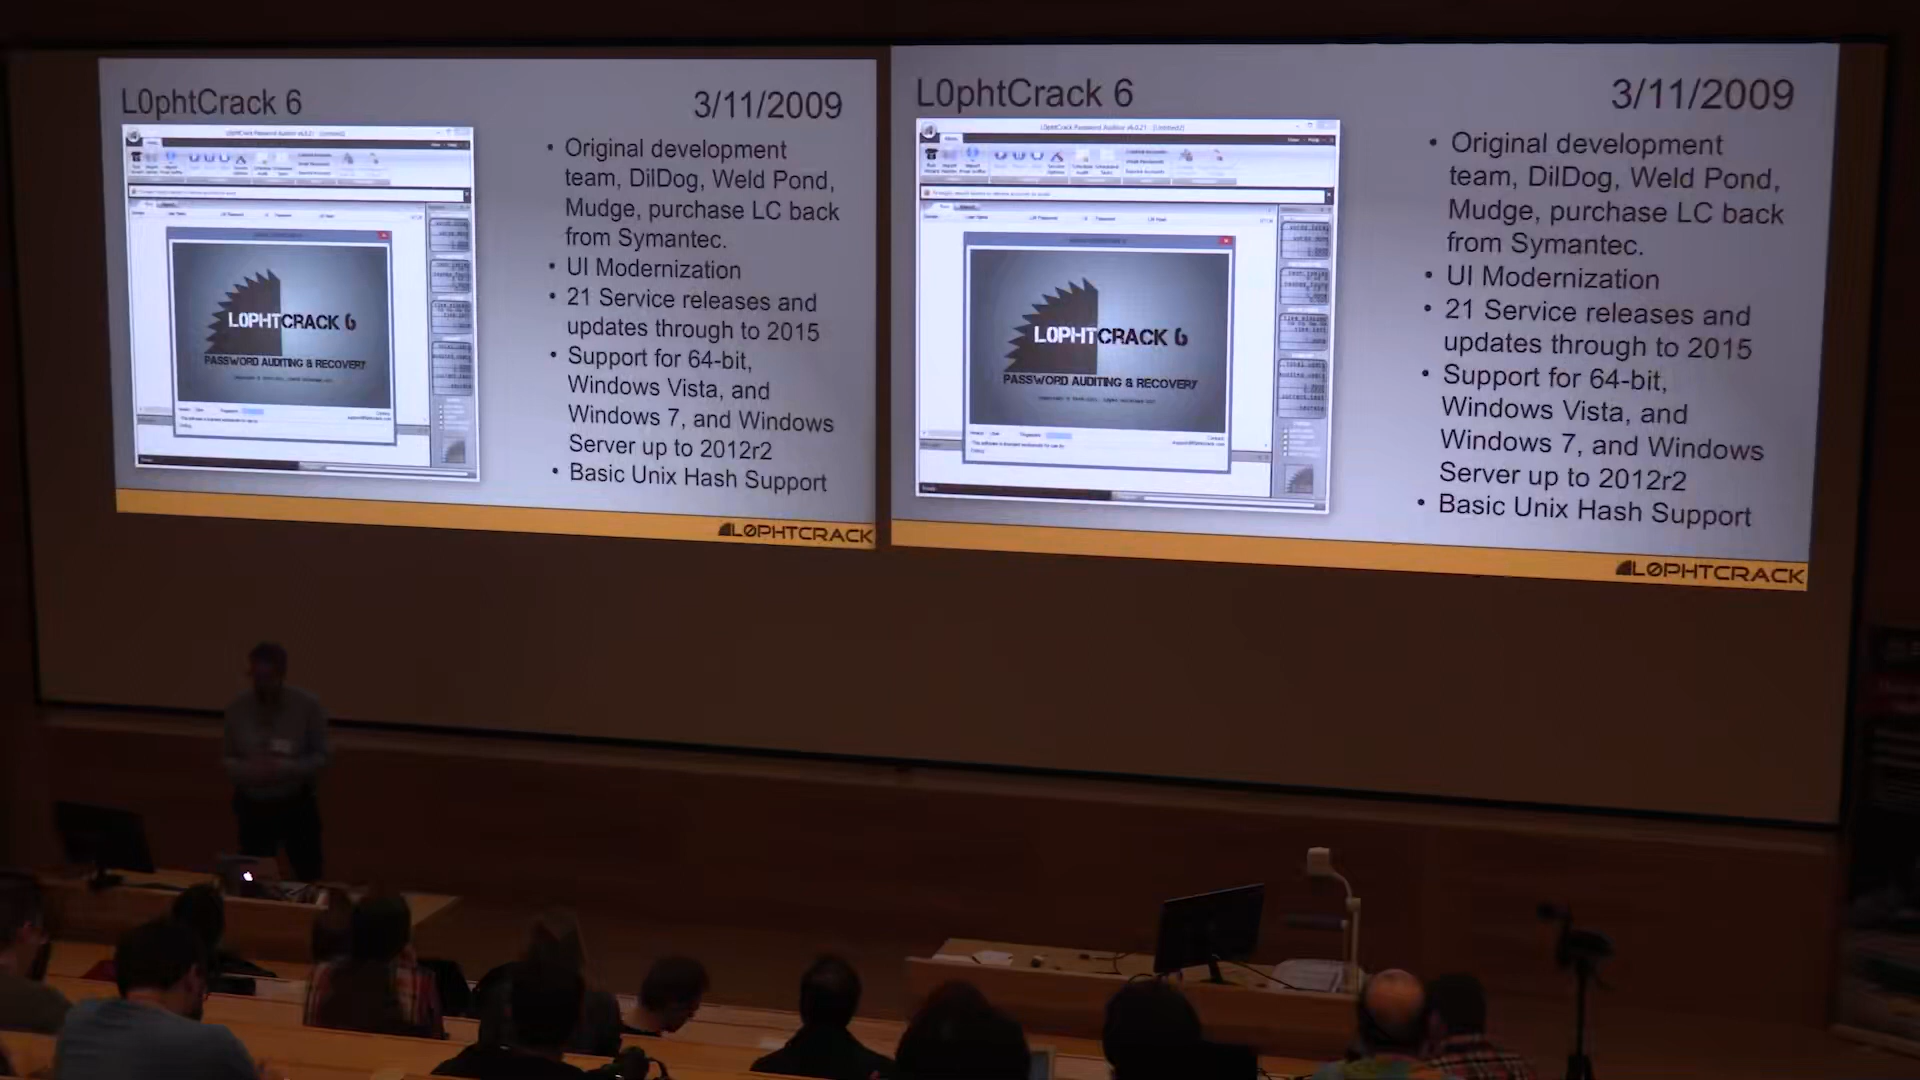 L0phtCrack 6
3/11/2009
L0PHTCRACK 6
PASSWORD AUDITING & RECOVERY
• Original development
team, DilDog, Weld Pond,
Mudge, purchase LC back
from Symantec.
• UI Modernization
• 21 Service releases and
updates through to 2015
• Support for 64-bit,
Windows Vista, and
Windows 7, and Windows
Server up to 2012r2
• Basic Unix Hash Support
L0PHTCRACK
L0phtCrack 6
3/11/2009
L0PHTCRACK 6
PASSWORD AUDITING & RECOVERY
• Original development
team, DilDog, Weld Pond,
Mudge, purchase LC back
from Symantec.
• UI Modernization
• 21 Service releases and
updates through to 2015
• Support for 64-bit,
Windows Vista, and
Windows 7, and Windows
Server up to 2012r2
• Basic Unix Hash Support
L0PHTCRACK